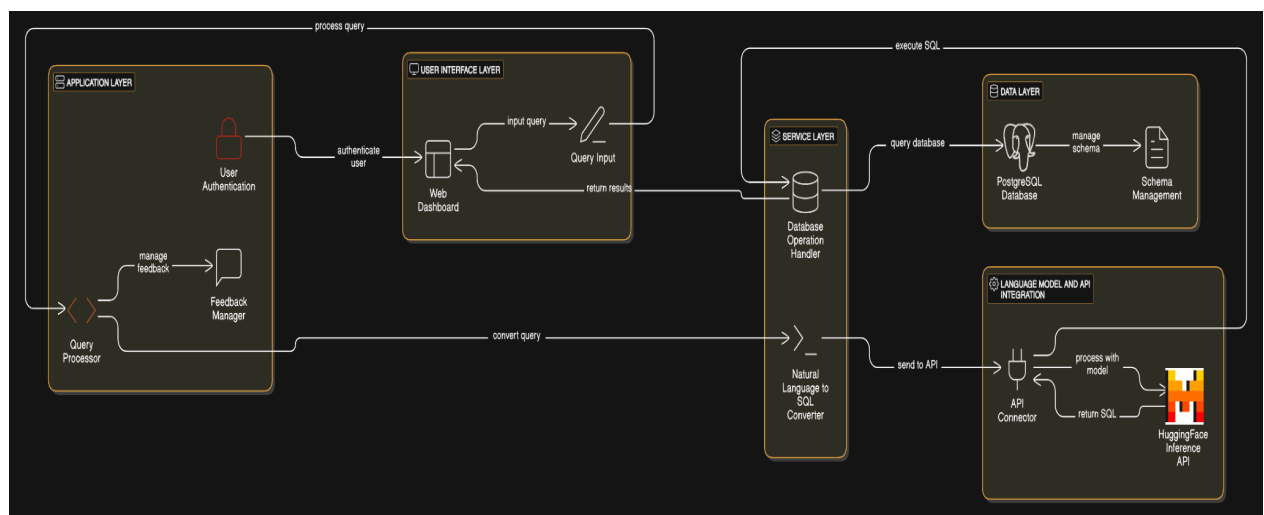 process query
execute SQL
APPLICATION LAYER
User
Authentication
manage
feedback
Feedback
Manager
Query
Processor
authenticate
user
USER INTERFACE LAYER
input query
Query Input
Web
Dashboard
return results
convert query
SERVICE LAYER
Database
Operation
Handler
Natural
Language to
SQL
Converter
query database
send to API
DATA LAYER
PostgreSQL
Database
manage
schema
Schema
Management
LANGUAGE MODEL AND API
INTEGRATION
API
Connector
process with
model
return SQL
HuggingFace
Inference
API